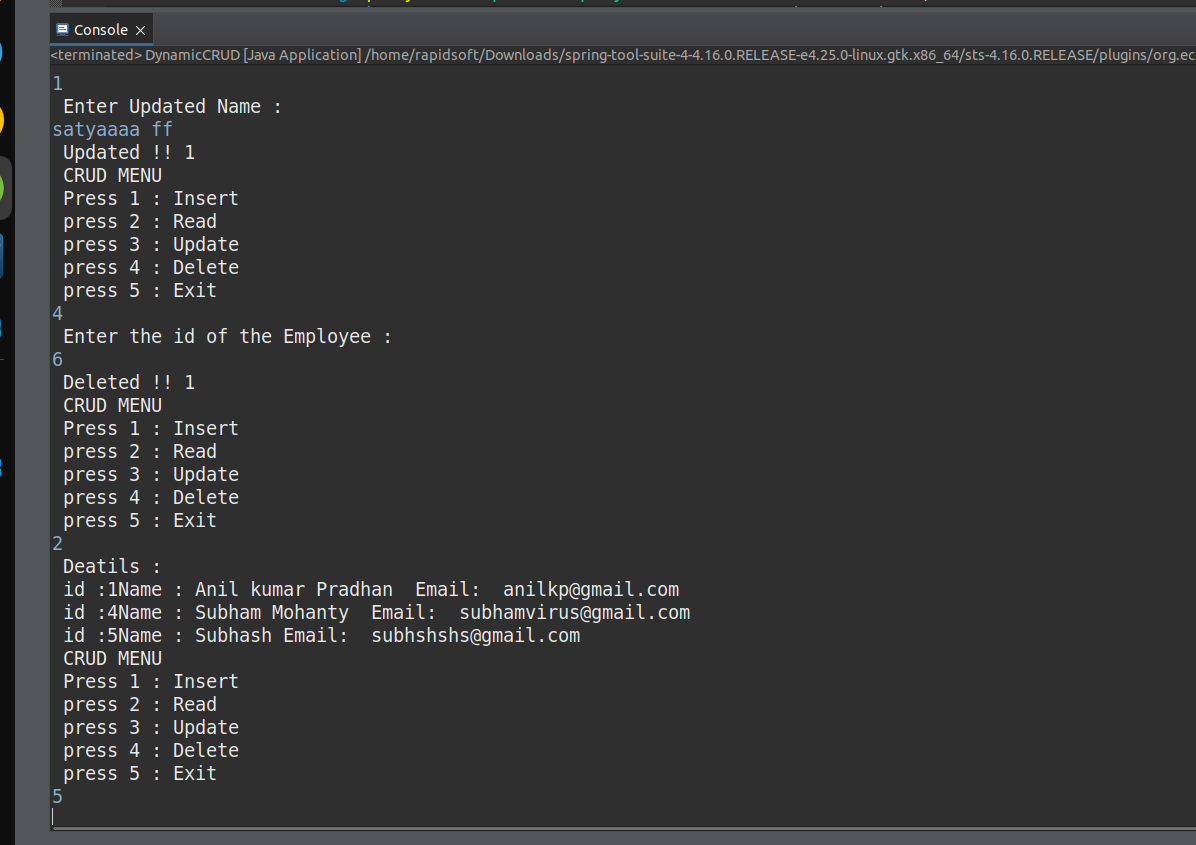 Console
<terminated> DynamicCRUD [Java Application] /home/rapidsoft/Downloads/spring-tool-suite-4-4.16.0.RELEASE-e4.25.0-linux.gtk.x86_64/sts-4.16.0.RELEASE/plugins/org.ec
1
Enter Updated Name :
satyaaaa ff
Updated !! 1
CRUD MENU
Press 1 : Insert
press 2 : Read
press 3 : Update
press 4 : Delete
press 5 : Exit
4
Enter the id of the Employee :
6
Deleted !! 1
CRUD MENU
Press 1 : Insert
press 2 : Read
press 3 : Update
press 4 : Delete
press 5 : Exit
2
Deatils :
id :1Name : Anil kumar Pradhan  Email:  anilkp@gmail.com
id :4Name : Subham Mohanty  Email:  subhamvirus@gmail.com
id :5Name : Subhash Email:  subhshshs@gmail.com
CRUD MENU
Press 1 : Insert
press 2 : Read
press 3 : Update
press 4 : Delete
press 5 : Exit
5